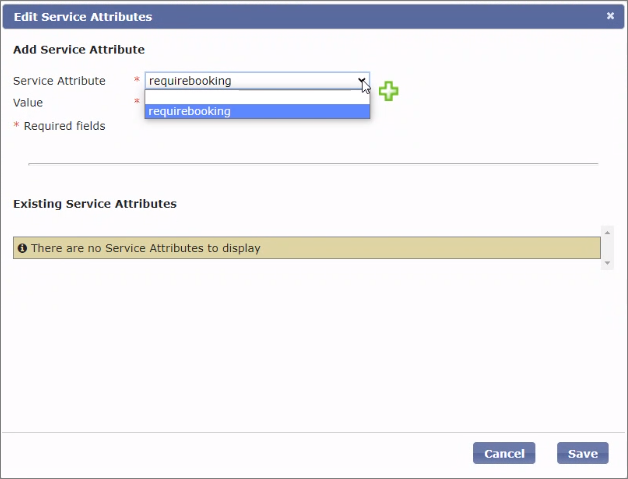 Edit Service Attributes
Add Service Attribute
Service Attribute * requirebooking
Value *
requirebooking
* Required fields
Existing Service Attributes
There are no Service Attributes to display
Cancel Save